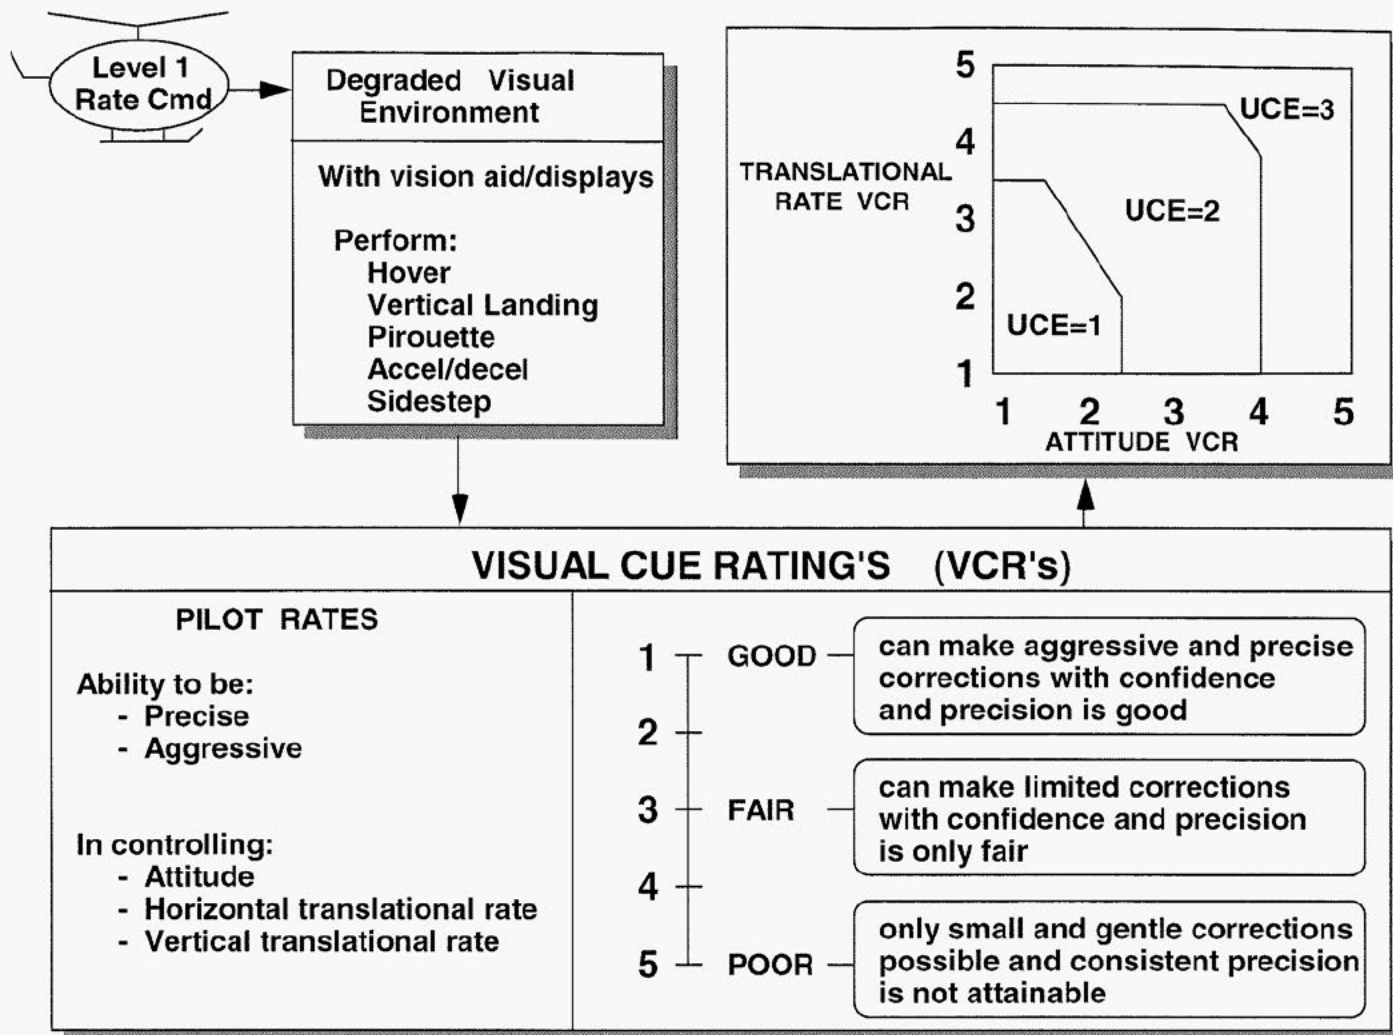 Level 1
Rate Cmd
Degraded Visual
Environment
With vision aid/displays
Perform:
Hover
Vertical Landing
Pirouette
Accel/decel
Sidestep
TRANSLATIONAL
RATE VCR
5
4
3
2
1
UCE=3
UCE=2
UCE=1
1 2 3 4 5
ATTITUDE VCR
VISUAL CUE RATING'S (VCR's)
PILOT RATES
Ability to be:
- Precise
- Aggressive
In controlling:
- Attitude
- Horizontal translational rate
- Vertical translational rate
1 GOOD
can make aggressive and precise
corrections with confidence
and precision is good
2
3 FAIR
can make limited corrections
with confidence and precision
is only fair
4
5 POOR
only small and gentle corrections
possible and consistent precision
is not attainable